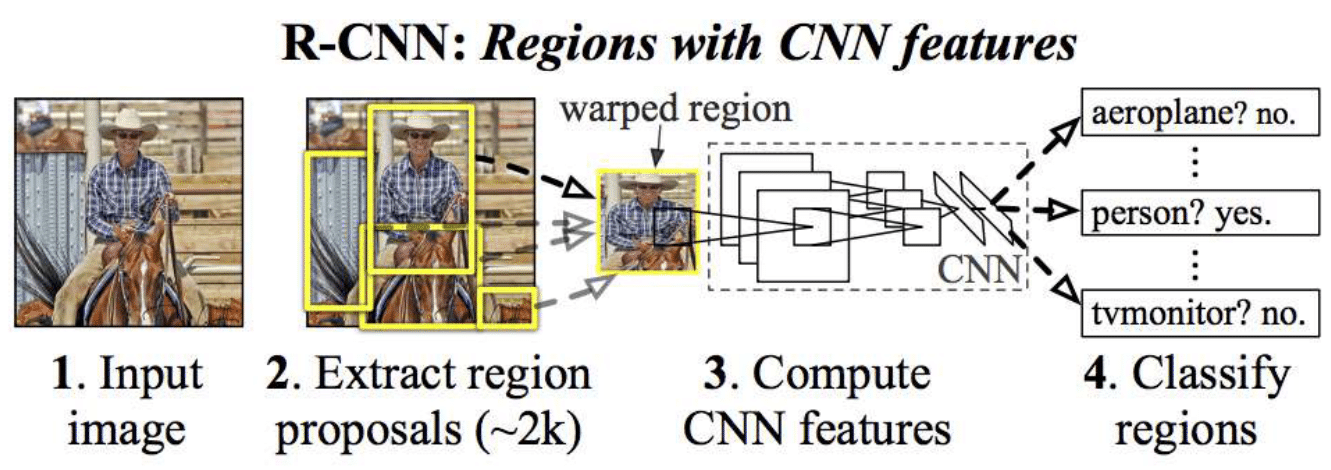 R-CNN: Regions with CNN features
warped region
aeroplane? no.
person? yes.
tvmonitor? no.
CNN
1. Input
image
2. Extract region
proposals (~2k)
3. Compute
CNN features
4. Classify
regions